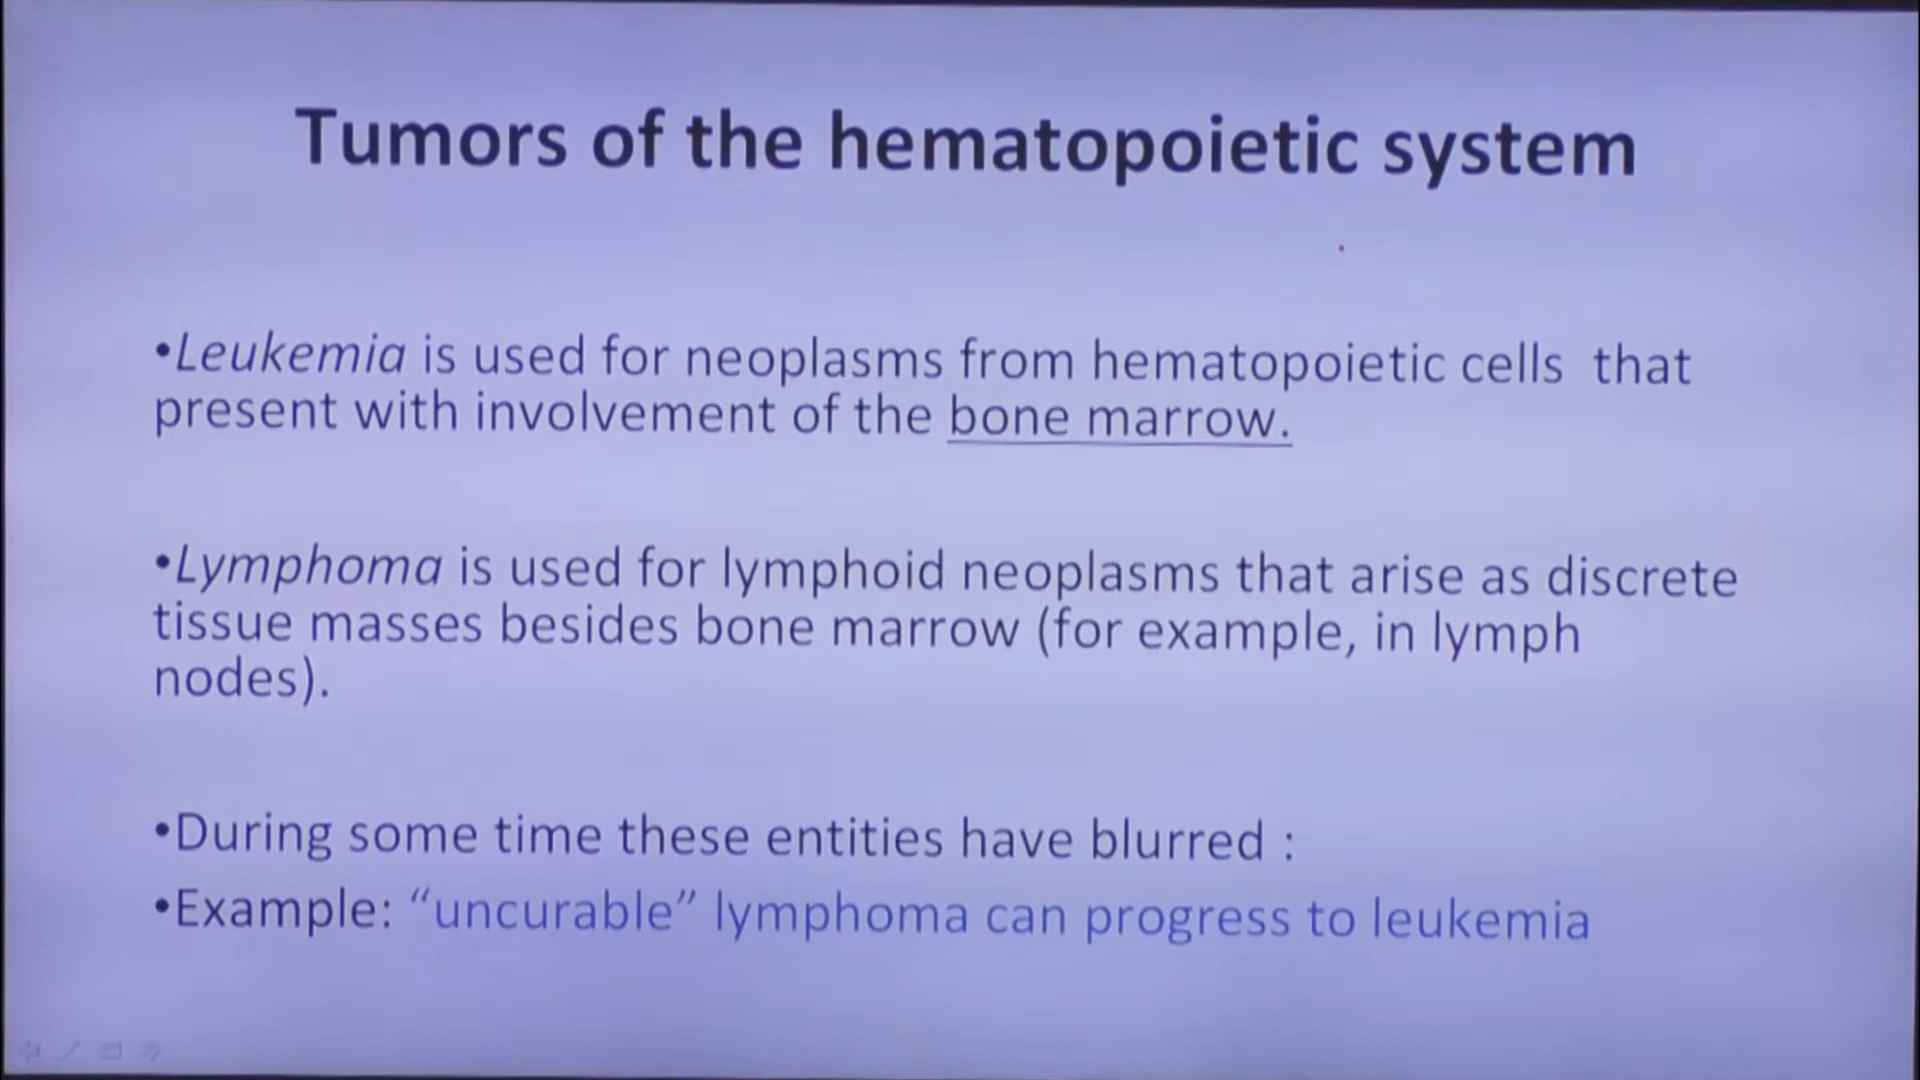 Tumors of the hematopoietic system
•Leukemia is used for neoplasms from hematopoietic cells that
present with involvement of the bone marrow.
•Lymphoma is used for lymphoid neoplasms that arise as discrete
tissue masses besides bone marrow (for example, in lymph
nodes).
•During some time these entities have blurred :
•Example: “uncurable” lymphoma can progress to leukemia